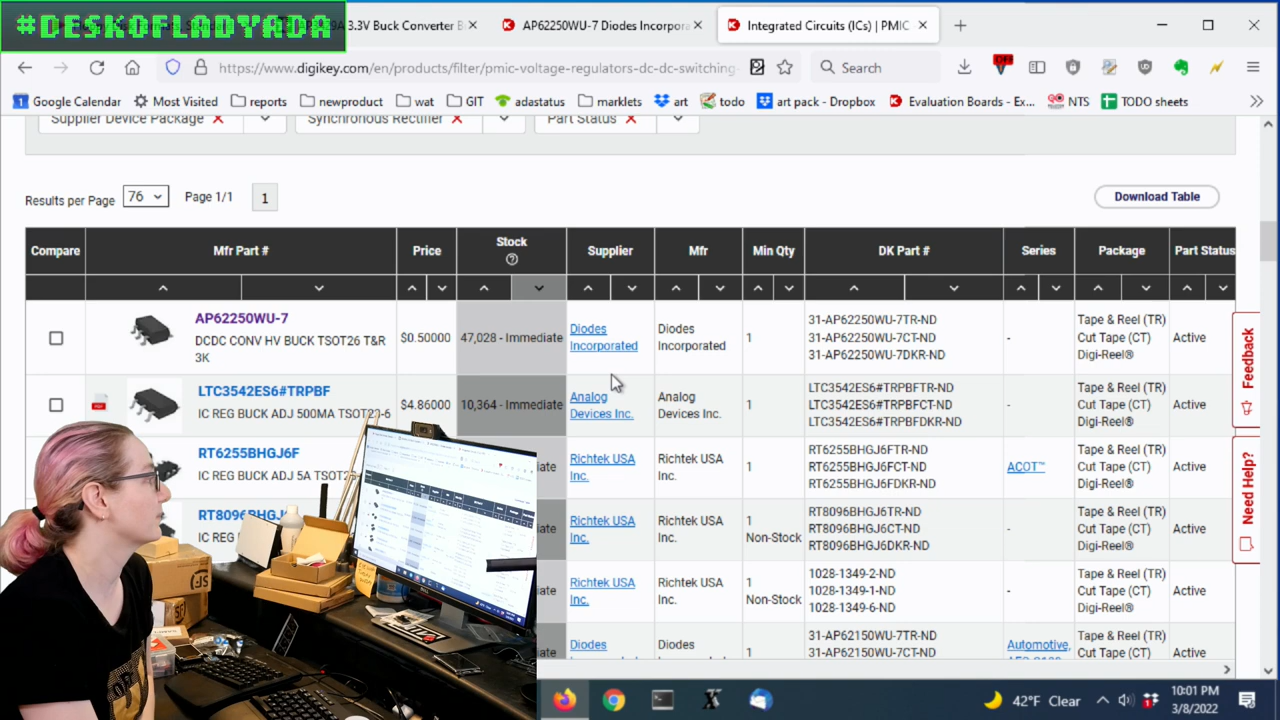 #DESKOFLADYADA
3.3V Buck Converter B
AP62250WU-7 Diodes Incorpora
Integrated Circuits (ICs) | PMIC
https://www.digikey.com/en/products/filter/pmic-voltage-regulators-dc-dc-switching-
Search
Off
Google Calendar
Most Visited
reports
newproduct
wat
GIT
adastatus
marklets
art
todo
art pack - Dropbox
Evaluation Boards - Ex...
NTS
TODO sheets
Supplier Device Package
Synchronous Rectifier
Part Status
Results per Page 76 Page 1/1 1
Download Table
Compare Mfr Part # Price Stock Supplier Mfr Min Qty DK Part # Series Package Part Status
AP62250WU-7
DCDC CONV HV BUCK TSOT26 T&R
3K
$0.50000
47,028 - Immediate
Diodes
Incorporated
Diodes
Incorporated
1
31-AP62250WU-7TR-ND
31-AP62250WU-7CT-ND
31-AP62250WU-7DKR-ND
-
Tape & Reel (TR)
Cut Tape (CT)
Digi-Reel®
Active
PDF
LTC3542ES6#TRPBF
IC REG BUCK ADJ 500MA TSOT23-6
$4.86000
10,364 - Immediate
Analog
Devices Inc.
Analog
Devices Inc.
1
LTC3542ES6#TRPBFTR-ND
LTC3542ES6#TRPBFCT-ND
LTC3542ES6#TRPBFDKR-ND
-
Tape & Reel (TR)
Cut Tape (CT)
Digi-Reel®
Active
RT6255BHGJ6F
IC REG BUCK ADJ 5A TSOT23-
Richtek USA
Inc.
Richtek USA
Inc.
1
RT6255BHGJ6FTR-ND
RT6255BHGJ6FCT-ND
RT6255BHGJ6FDKR-ND
ACOT™
Tape & Reel (TR)
Cut Tape (CT)
Digi-Reel®
Active
RT8096BHGJ6
IC REG
Richtek USA
Inc.
Richtek USA
Inc.
1
Non-Stock
RT8096BHGJ6TR-ND
RT8096BHGJ6CT-ND
RT8096BHGJ6DKR-ND
-
Tape & Reel (TR)
Cut Tape (CT)
Digi-Reel®
Active
Richtek USA
Inc.
Richtek USA
Inc.
1
Non-Stock
1028-1349-2-ND
1028-1349-1-ND
1028-1349-6-ND
-
Tape & Reel (TR)
Cut Tape (CT)
Digi-Reel®
Active
Diodes
Diodes
1
31-AP62150WU-7TR-ND
31-AP62150WU-7CT-ND
Automotive,
Tape & Reel (TR)
Cut Tape (CT)
Active
Feedback
Need Help?
42°F Clear
10:01 PM
3/8/2022